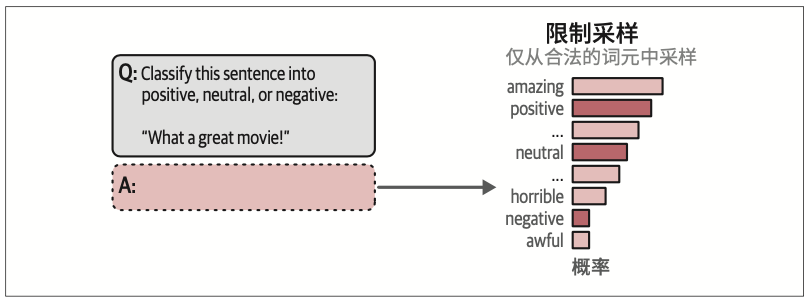 Q: Classify this sentence into
positive, neutral, or negative:
“What a great movie!”
A:
限制采样
仅从合法的词元中采样
amazing
positive
...
neutral
...
horrible
negative
awful
概率